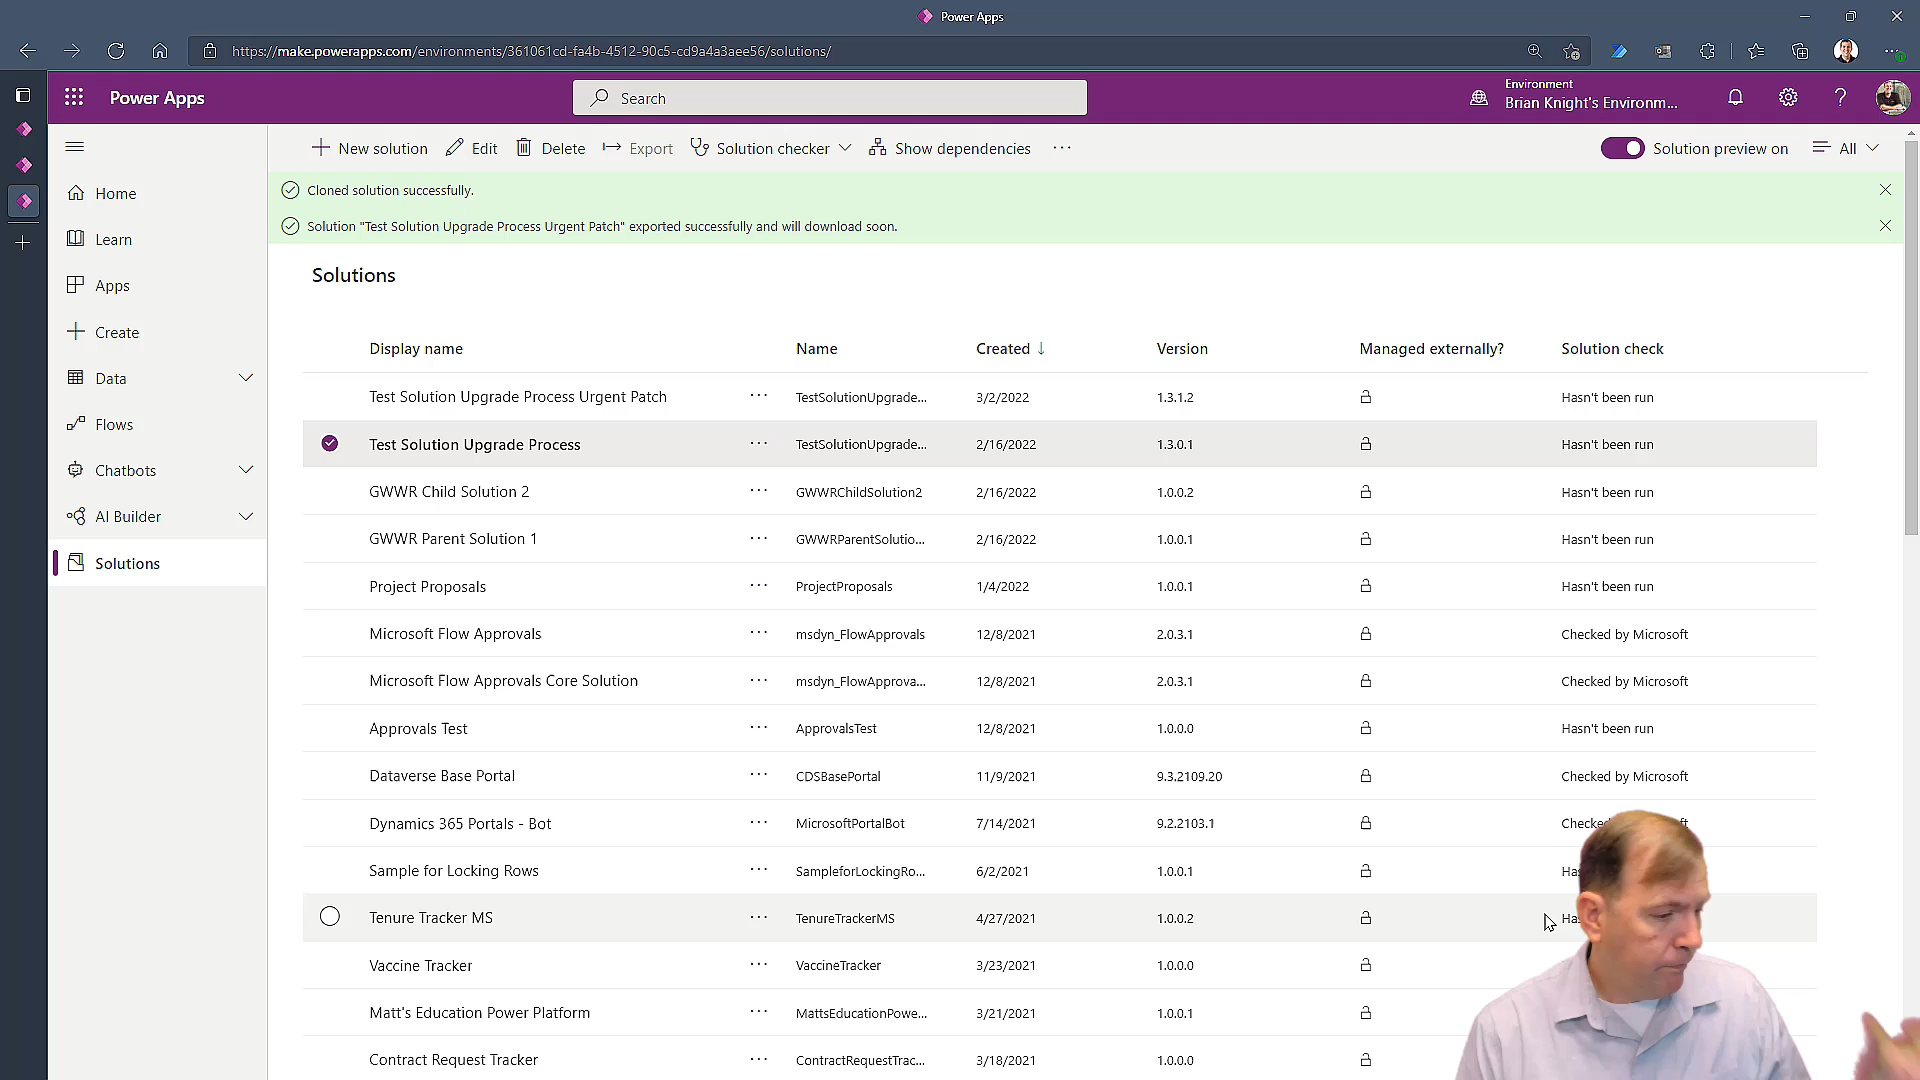 Power Apps
https://make.powerapps.com/environments/361061cd-fa4b-4512-90c5-cd9a4a3aee56/solutions/
Power Apps
Search
Environment
Brian Knight's Environm...
New solution Edit Delete Export Solution checker Show dependencies ...
Solution preview on All
Cloned solution successfully.
Solution "Test Solution Upgrade Process Urgent Patch" exported successfully and will download soon.
Home
Learn
Apps
Create
Data
Flows
Chatbots
AI Builder
Solutions
Solutions
Display name Name Created ↓ Version Managed externally? Solution check
Test Solution Upgrade Process Urgent Patch ... TestSolutionUpgrade... 3/2/2022 1.3.1.2 Hasn't been run
Test Solution Upgrade Process ... TestSolutionUpgrade... 2/16/2022 1.3.0.1 Hasn't been run
GWWR Child Solution 2 ... GWWRChildSolution2 2/16/2022 1.0.0.2 Hasn't been run
GWWR Parent Solution 1 ... GWWRParentSolutio... 2/16/2022 1.0.0.1 Hasn't been run
Project Proposals ... ProjectProposals 1/4/2022 1.0.0.1 Hasn't been run
Microsoft Flow Approvals ... msdyn_FlowApprovals 12/8/2021 2.0.3.1 Checked by Microsoft
Microsoft Flow Approvals Core Solution ... msdyn_FlowApprova... 12/8/2021 2.0.3.1 Checked by Microsoft
Approvals Test ... ApprovalsTest 12/8/2021 1.0.0.0 Hasn't been run
Dataverse Base Portal ... CDSBasePortal 11/9/2021 9.3.2109.20 Checked by Microsoft
Dynamics 365 Portals - Bot ... MicrosoftPortalBot 7/14/2021 9.2.2103.1
Sample for Locking Rows ... SampleforLockingRo... 6/2/2021 1.0.0.1
Tenure Tracker MS ... TenureTrackerMS 4/27/2021 1.0.0.2
Vaccine Tracker ... VaccineTracker 3/23/2021 1.0.0.0
Matt's Education Power Platform ... MattsEducationPowe... 3/21/2021 1.0.0.1
Contract Request Tracker ... ContractRequestTrac... 3/18/2021 1.0.0.0